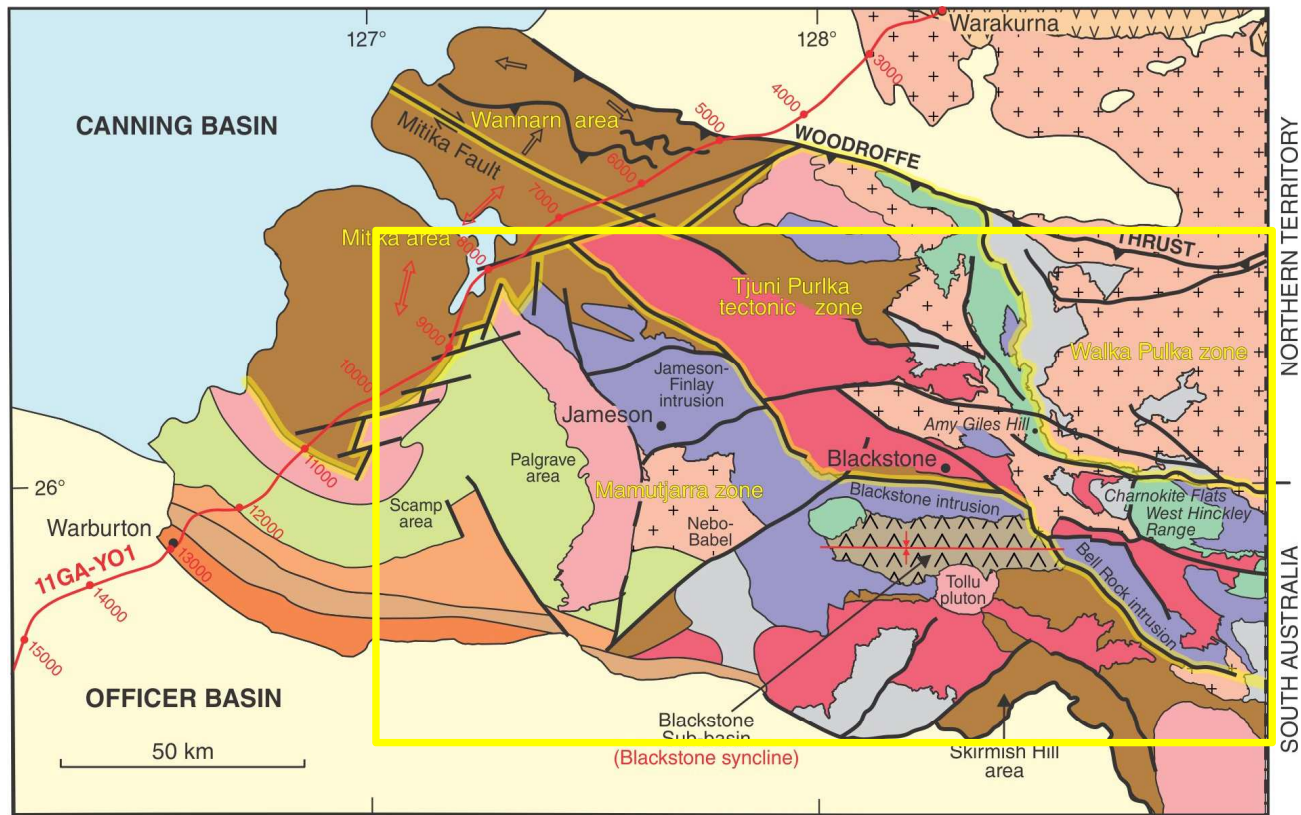 127°
128°
Warakurna
3000
4000
5000
CANNING BASIN
Wannarn area
Mitika Fault
WOODROFFE
THRUST
6000
7000
8000
9000
10000
11000
12000
13000
14000
15000
Mitika area
Tjuni Purlka
tectonic zone
Walka Pulka zone
Jameson-
Finlay
intrusion
Jameson
Amy Giles Hill
Blackstone
Palgrave
area
Mamutjarra zone
26°
Scamp
area
Nebo-
Babel
Blackstone intrusion
Charnokite Flats
West Hinckley
Range
Warburton
11GA-YO1
Tollu
pluton
Bell Rock intrusion
OFFICER BASIN
50 km
Blackstone
Sub-basin
(Blackstone syncline)
Skirmish Hill
area
NORTHERN TERRITORY
SOUTH AUSTRALIA